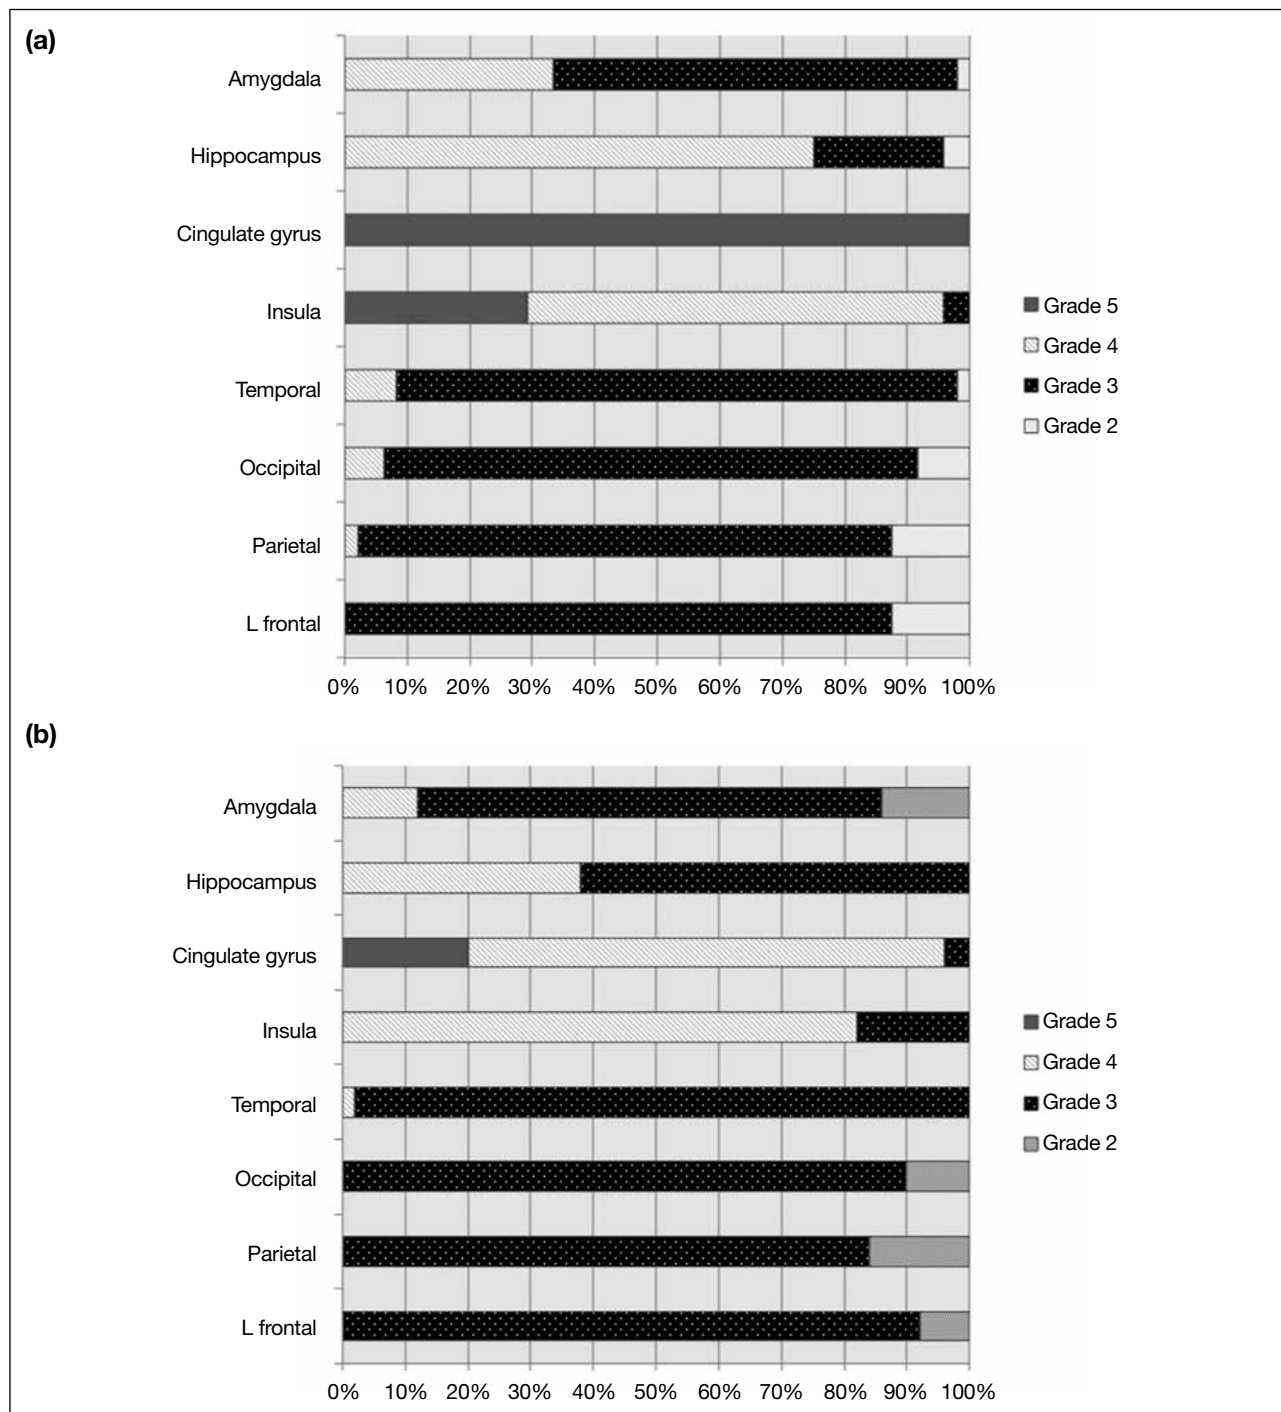 (a)
Amygdala
Hippocampus
Cingulate gyrus
Insula
Temporal
Occipital
Parietal
L frontal
0% 10% 20% 30% 40% 50% 60% 70% 80% 90% 100%
Grade 5
Grade 4
Grade 3
Grade 2
(b)
Amygdala
Hippocampus
Cingulate gyrus
Insula
Temporal
Occipital
Parietal
L frontal
0% 10% 20% 30% 40% 50% 60% 70% 80% 90% 100%
Grade 5
Grade 4
Grade 3
Grade 2